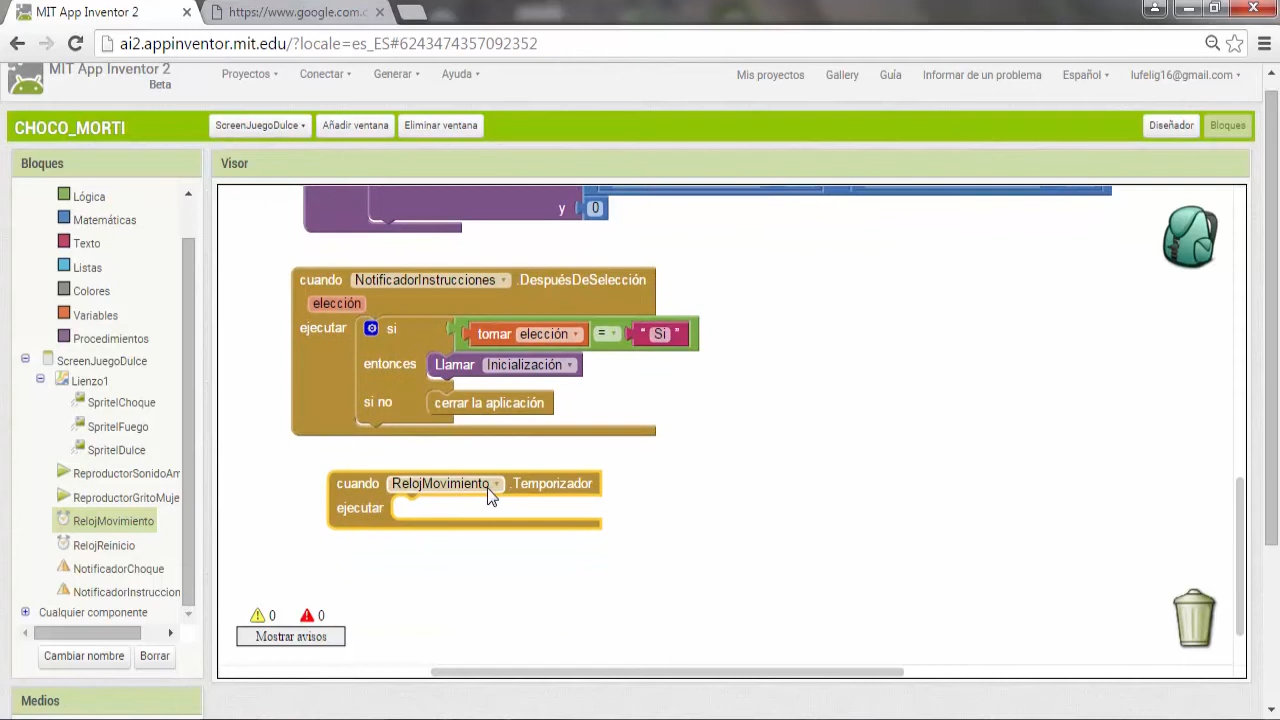 MIT App Inventor 2
https://www.google.com.c
ai2.appinventor.mit.edu/?locale=es_ES#6243474357092352
MIT App Inventor 2
Beta
Proyectos Conectar Generar Ayuda
Mis proyectos Gallery Guía Informar de un problema Español lufelig16@gmail.com
CHOCO_MORTI
ScreenJuegoDulce Añadir ventana Eliminar ventana
Diseñador Bloques
Bloques
Visor
Lógica
Matemáticas
Texto
Listas
Colores
Variables
Procedimientos
ScreenJuegoDulce
Lienzo1
SpriteIChoque
SpriteIFuego
SpriteIDulce
ReproductorSonidoAm
ReproductorGritoMuje
RelojMovimiento
RelojReinicio
NotificadorChoque
NotificadorInstruccion
Cualquier componente
Cambiar nombre Borrar
Medios
y 0
cuando NotificadorInstrucciones .DespuésDeSelección
elección
ejecutar si tomar elección = " Sí "
entonces Llamar Inicialización
si no cerrar la aplicación
cuando RelojMovimiento .Temporizador
ejecutar
0 0
Mostrar avisos